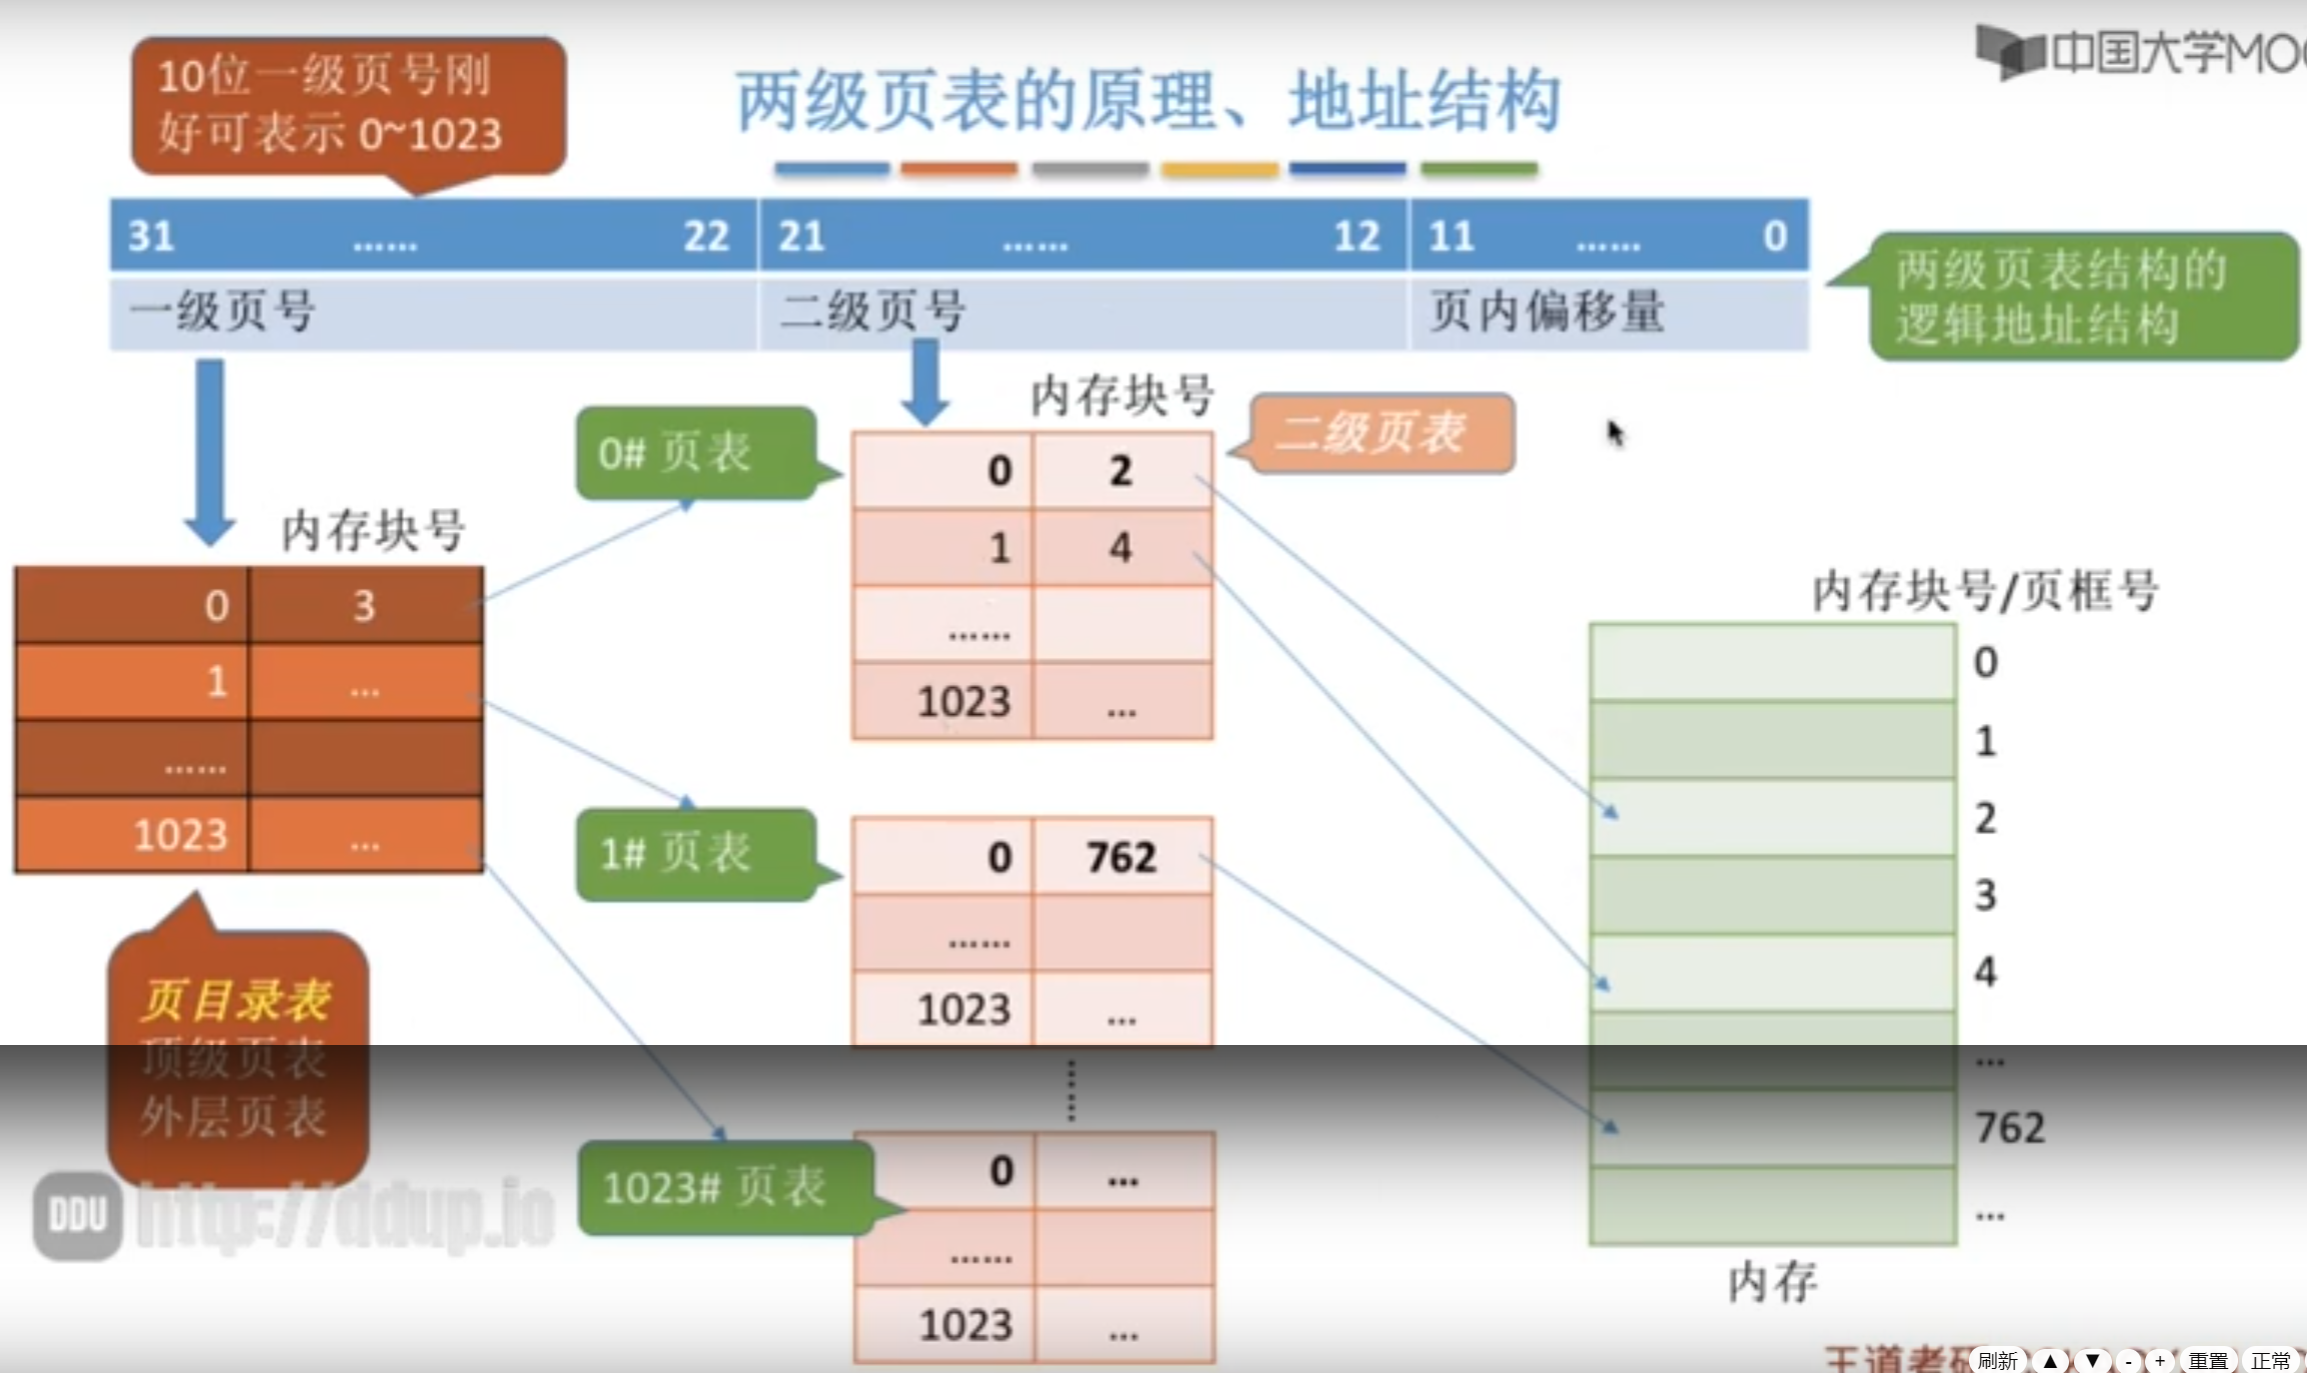 10位一级页号刚
好可表示 0~1023
两级页表的原理、地址结构
中国大学MOO
31 …… 22 21 …… 12 11 …… 0
一级页号 二级页号 页内偏移量
两级页表结构的
逻辑地址结构
内存块号
0 3
1 ...
……
1023 ...
页目录表
顶级页表
外层页表
0# 页表
内存块号
二级页表
0 2
1 4
……
1023 ...
1# 页表
0 762
……
1023 ...
……
1023# 页表
0 ...
……
1023 ...
内存块号/页框号
0
1
2
3
4
...
762
...
内存
DDU http://ddup.io
王道考研
刷新 ▲ ▼ - + 重置 正常